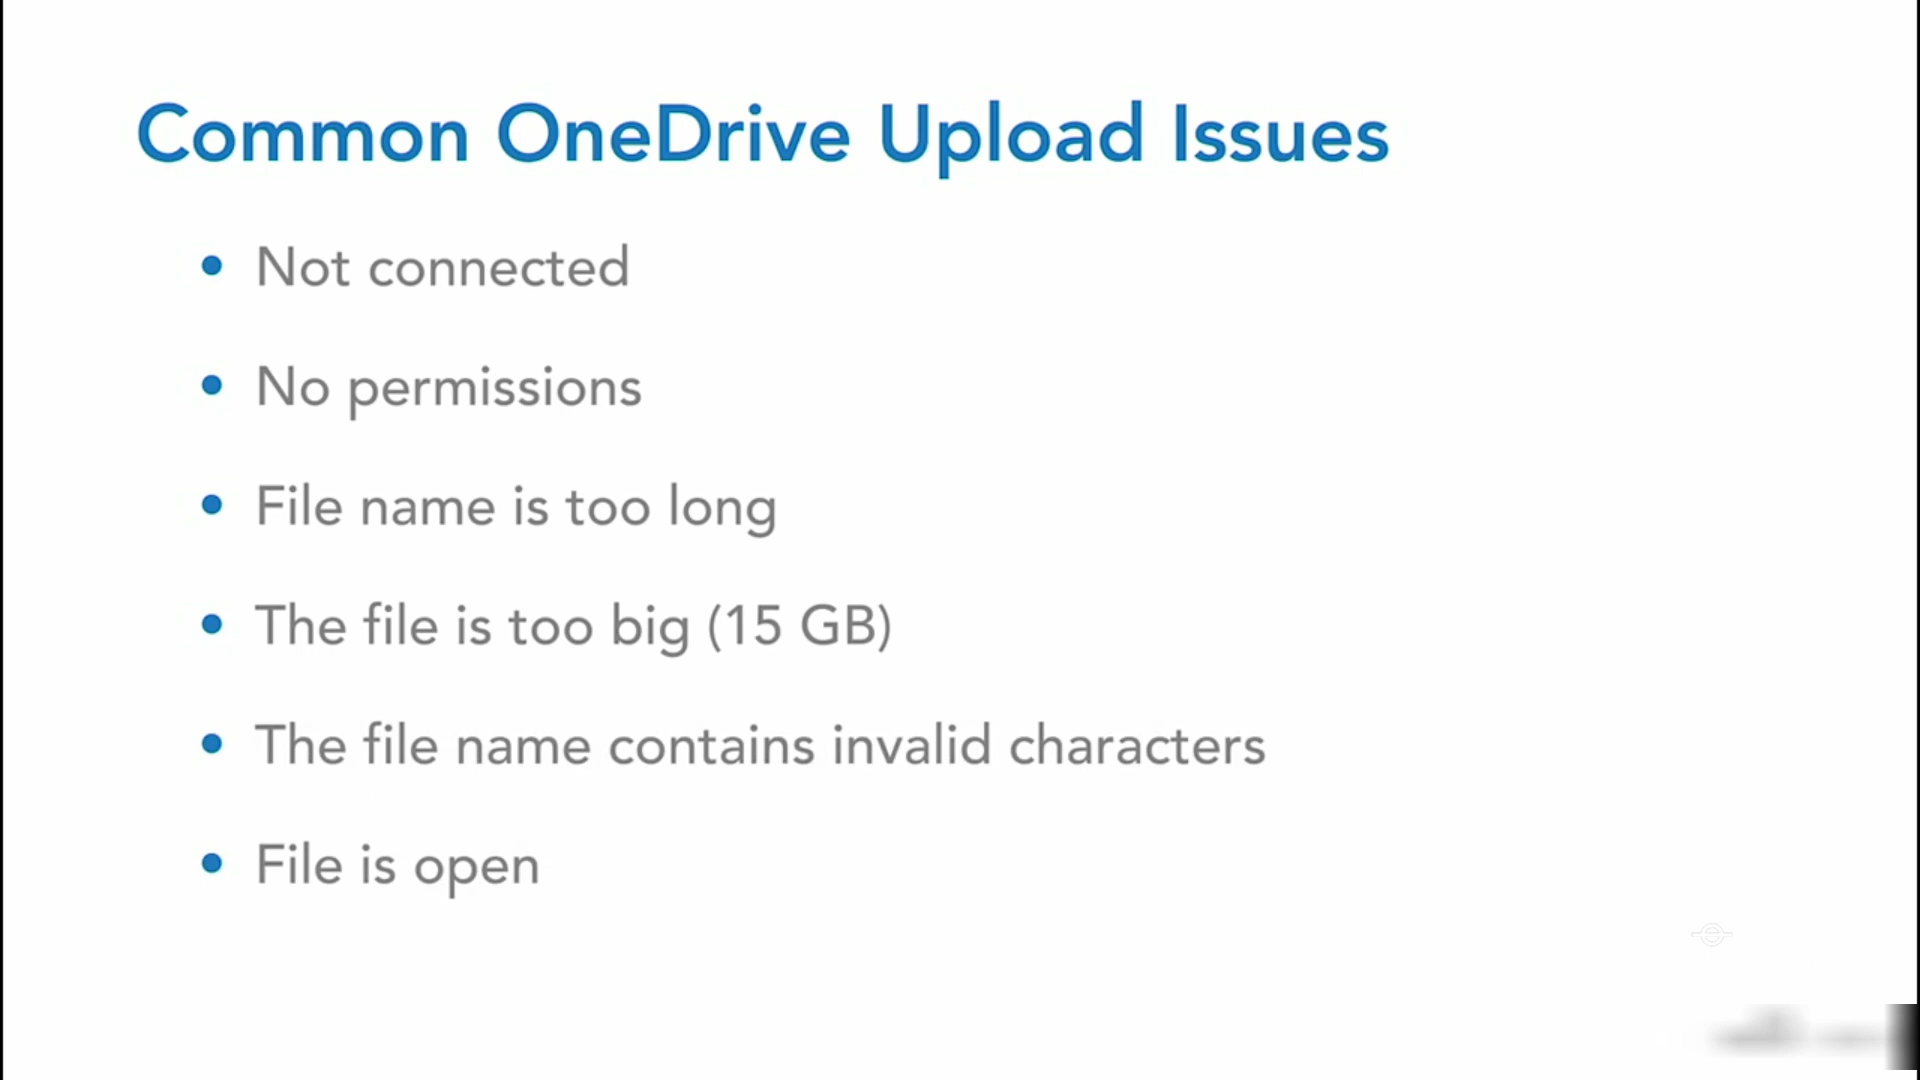 Common OneDrive Upload Issues
• Not connected
• No permissions
• File name is too long
• The file is too big (15 GB)
• The file name contains invalid characters
• File is open